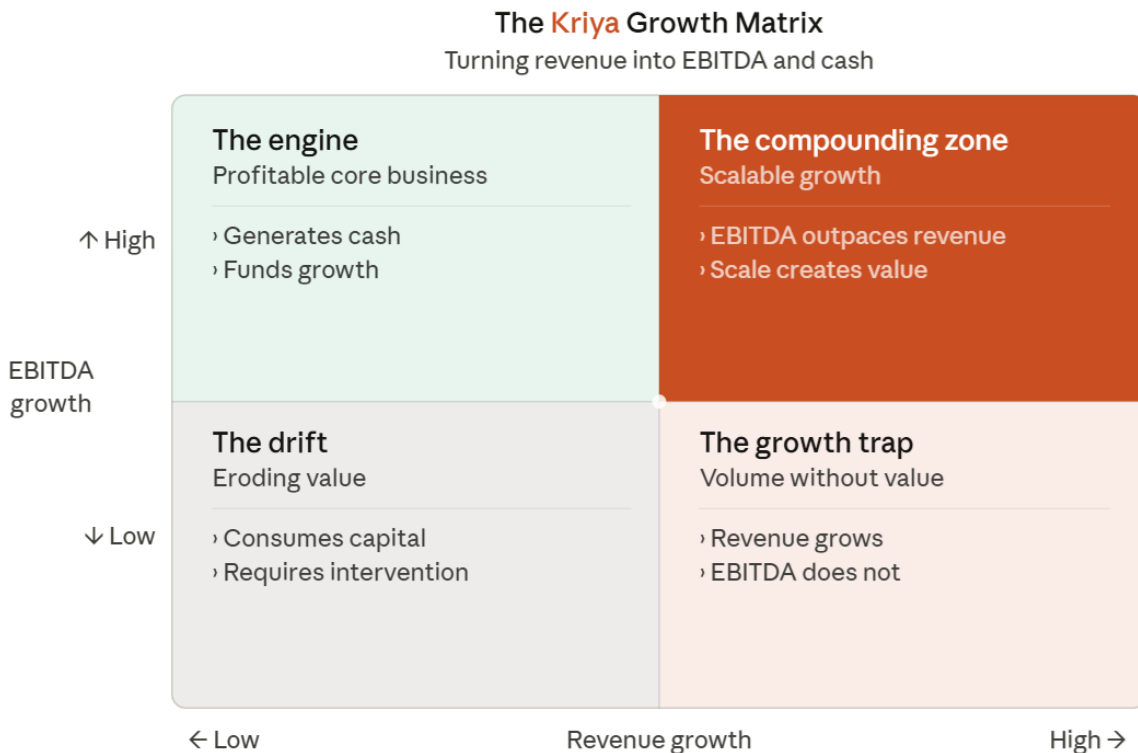 The Kriya Growth Matrix
Turning revenue into EBITDA and cash
The engine
Profitable core business
› Generates cash
› Funds growth
The compounding zone
Scalable growth
› EBITDA outpaces revenue
› Scale creates value
↑ High
EBITDA
growth
↓ Low
The drift
Eroding value
› Consumes capital
› Requires intervention
The growth trap
Volume without value
› Revenue grows
› EBITDA does not
← Low
Revenue growth
High →